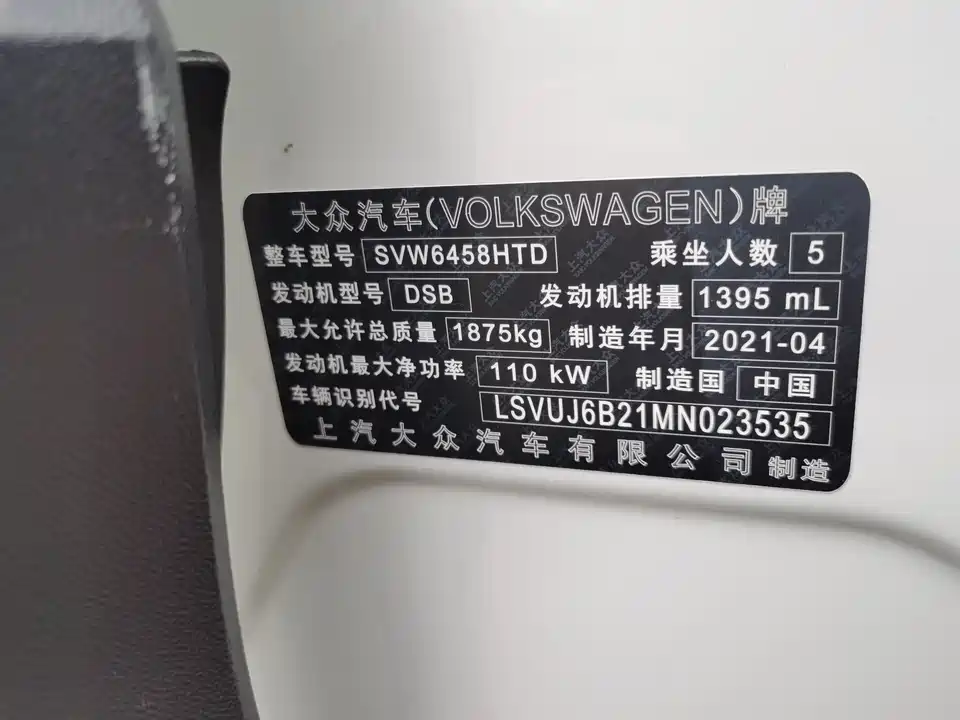 大众汽车(VOLKSWAGEN)牌
整车型号 SVW6458HTD 乘坐人数 5
发动机型号 DSB 发动机排量 1395 mL
最大允许总质量 1875kg 制造年月 2021-04
发动机最大净功率 110 kW 制造国 中国
车辆识别代号 LSVUJ6B21MN023535
上汽大众汽车有限公司 制造